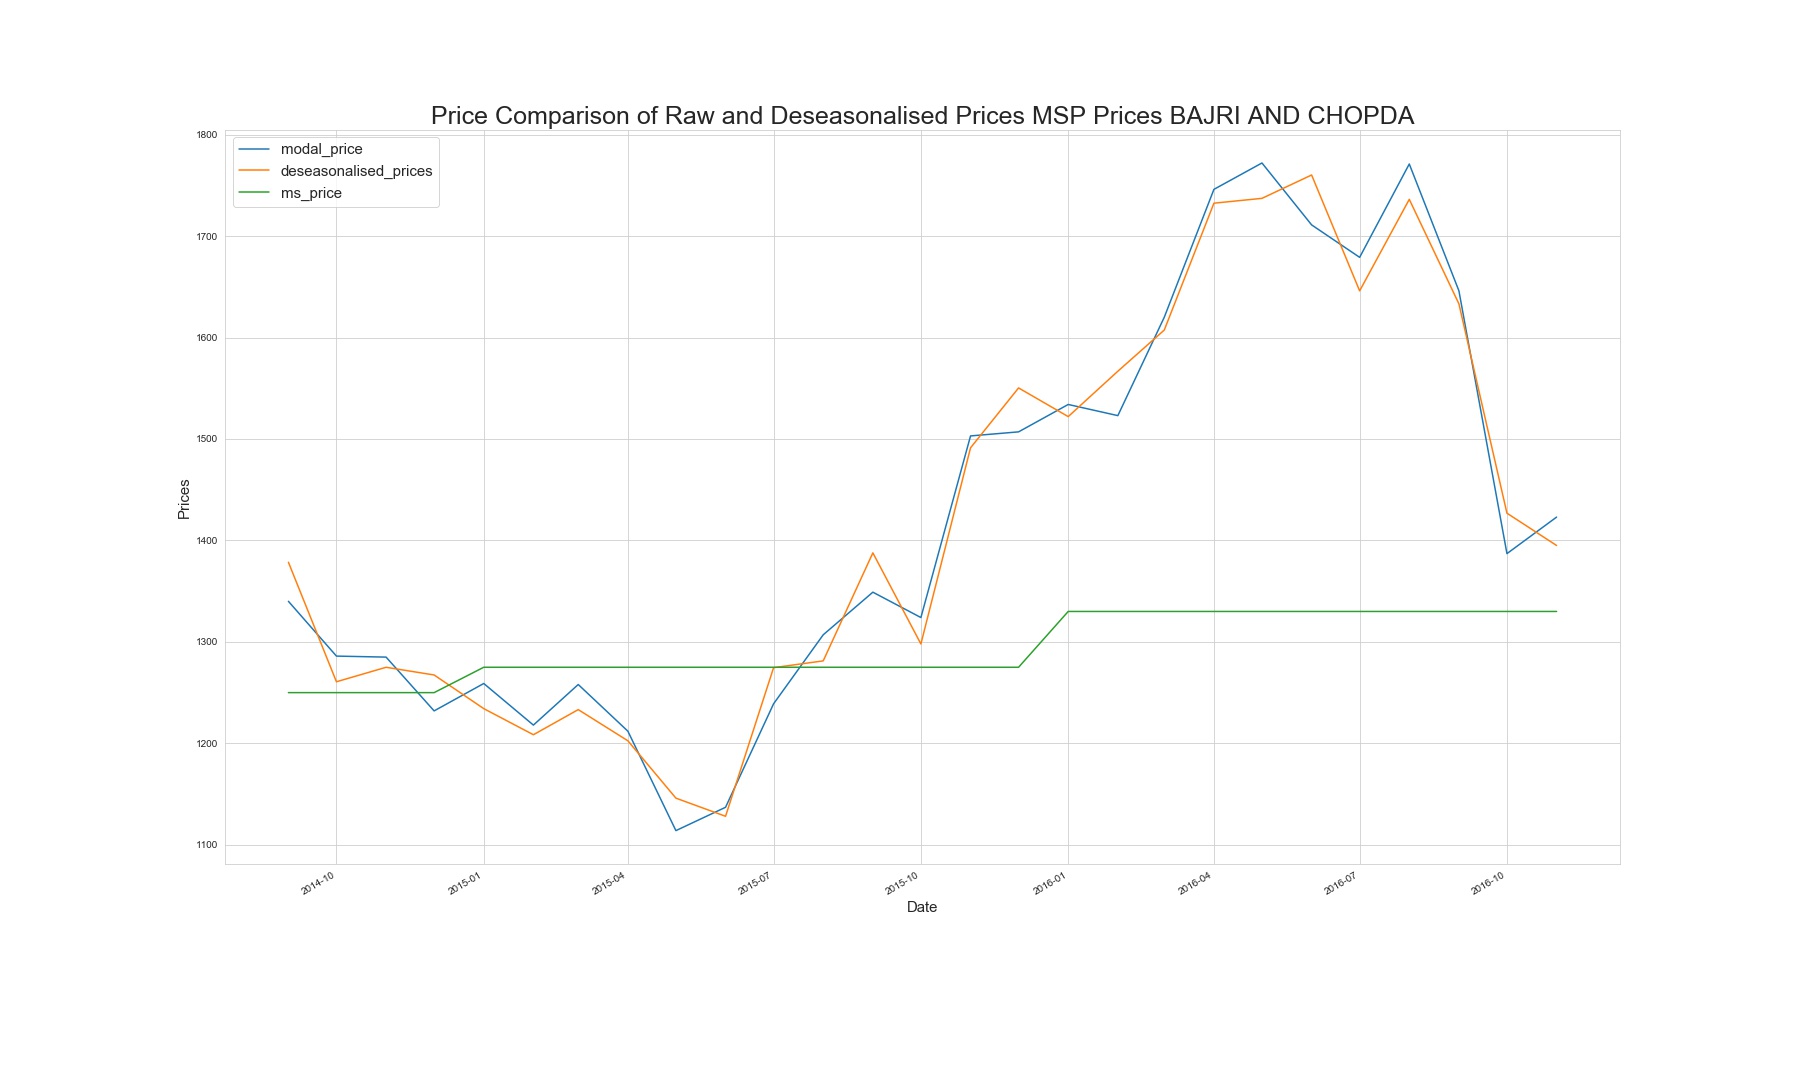 Price Comparison of Raw and Deseasonalised Prices MSP Prices BAJRI AND CHOPDA
modal_price
deseasonalised_prices
ms_price
1800
1700
1600
1500
1400
1300
1200
1100
Prices
2014-10
2015-01
2015-04
2015-07
2015-10
2016-01
2016-04
2016-07
2016-10
Date